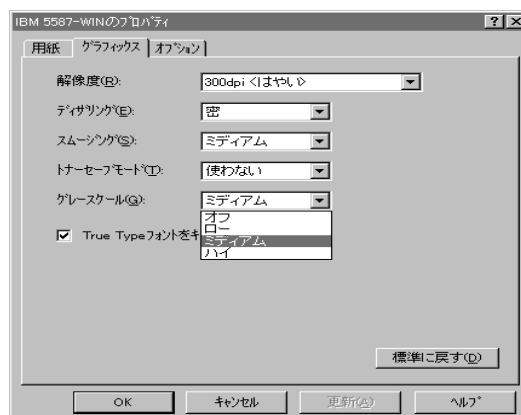 IBM 5587-WINのﾌﾟﾛﾊﾟﾃｨ
用紙 ｸﾞﾗﾌｨｯｸｽ ｵﾌﾟｼｮﾝ
解像度(R): 300dpi <はやい>
ﾃﾞｨｻﾞﾘﾝｸﾞ(E): 密
ｽﾑｰｼﾞﾝｸﾞ(S): ミディアム
ﾄﾅｰｾｰﾌﾞﾓｰﾄﾞ(T): 使わない
ｸﾞﾚｰｽｹｰﾙ(G): ミディアム
オフ
ロー
ミディアム
ハイ
True Typeﾌｫﾝﾄをｷ
標準に戻す(D)
OK ｷｬﾝｾﾙ 更新(A) ﾍﾙﾌﾟ